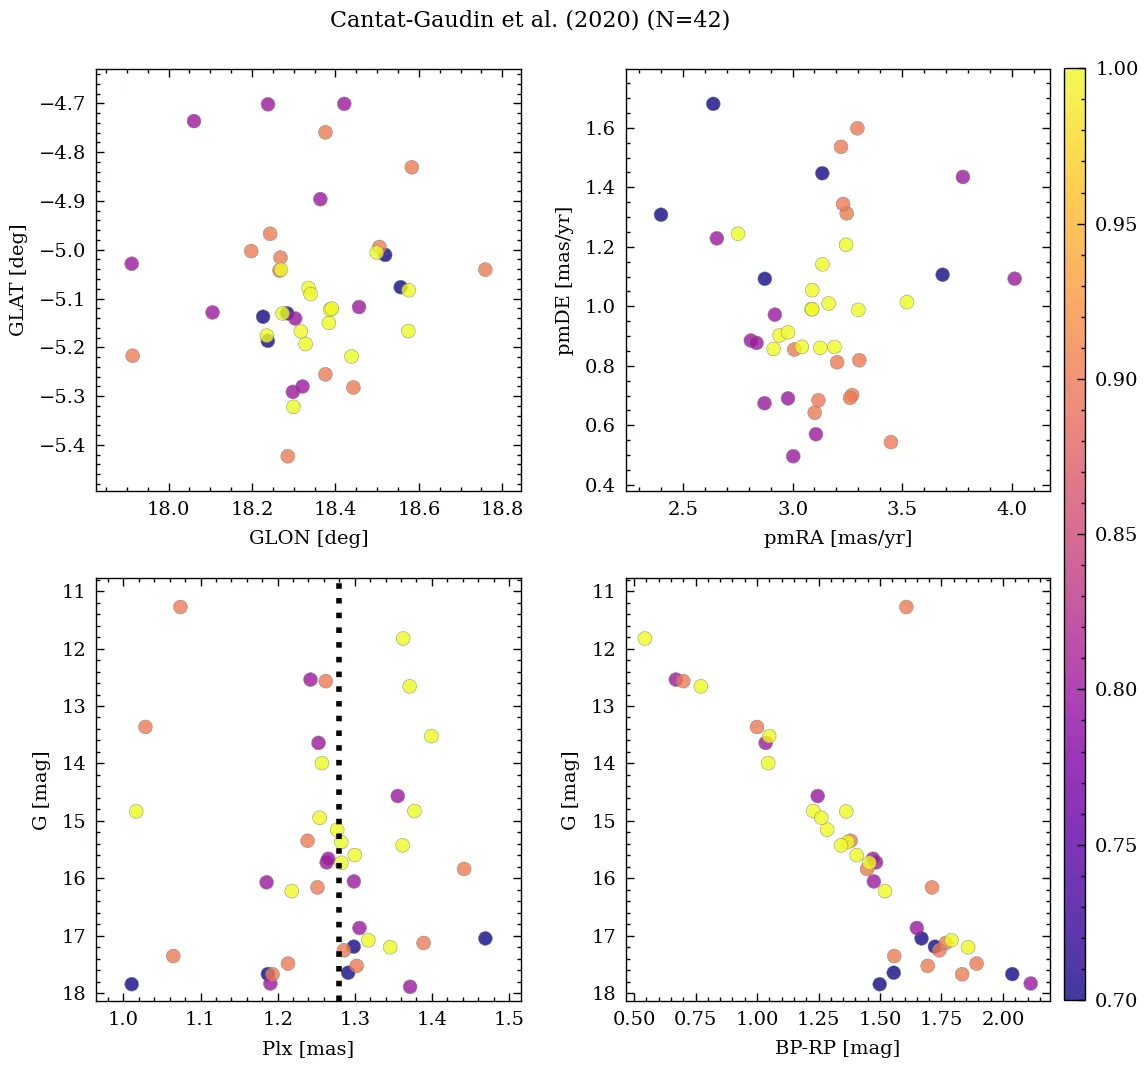 Cantat-Gaudin et al. (2020) (N=42)
−4.7
−4.8
−4.9
−5.0
−5.1
−5.2
−5.3
−5.4
GLAT [deg]
18.0 18.2 18.4 18.6 18.8
GLON [deg]
1.6
1.4
1.2
1.0
0.8
0.6
0.4
pmDE [mas/yr]
2.5 3.0 3.5 4.0
pmRA [mas/yr]
11
12
13
14
15
16
17
18
G [mag]
1.0 1.1 1.2 1.3 1.4 1.5
Plx [mas]
11
12
13
14
15
16
17
18
G [mag]
0.50 0.75 1.00 1.25 1.50 1.75 2.00
BP-RP [mag]
1.00
0.95
0.90
0.85
0.80
0.75
0.70